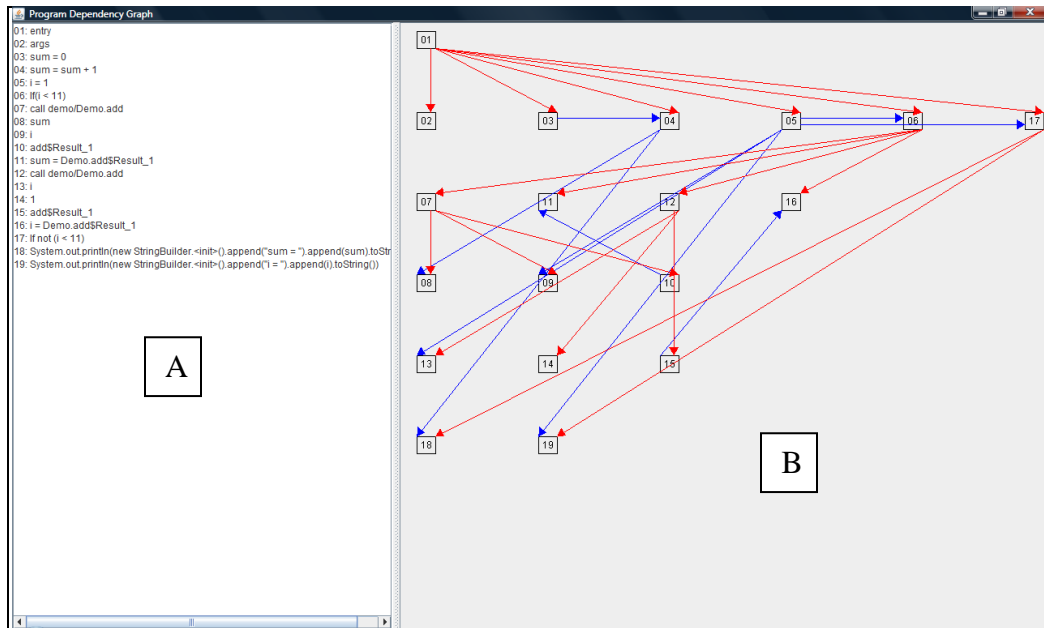 Program Dependency Graph
01: entry
02: args
03: sum = 0
04: sum = sum + 1
05: i = 1
06: If(i < 11)
07: call demo/Demo.add
08: sum
09: i
10: add$Result_1
11: sum = Demo.add$Result_1
12: call demo/Demo.add
13: i
14: 1
15: add$Result_1
16: i = Demo.add$Result_1
17: If not (i < 11)
18: System.out.println(new StringBuilder.<init>().append("sum = ").append(sum).toStr
19: System.out.println(new StringBuilder.<init>().append("i = ").append(i).toString())
A
01
02 03 04 05 06 17
07 11 12 16
08 09 10
13 14 15
18 19
B